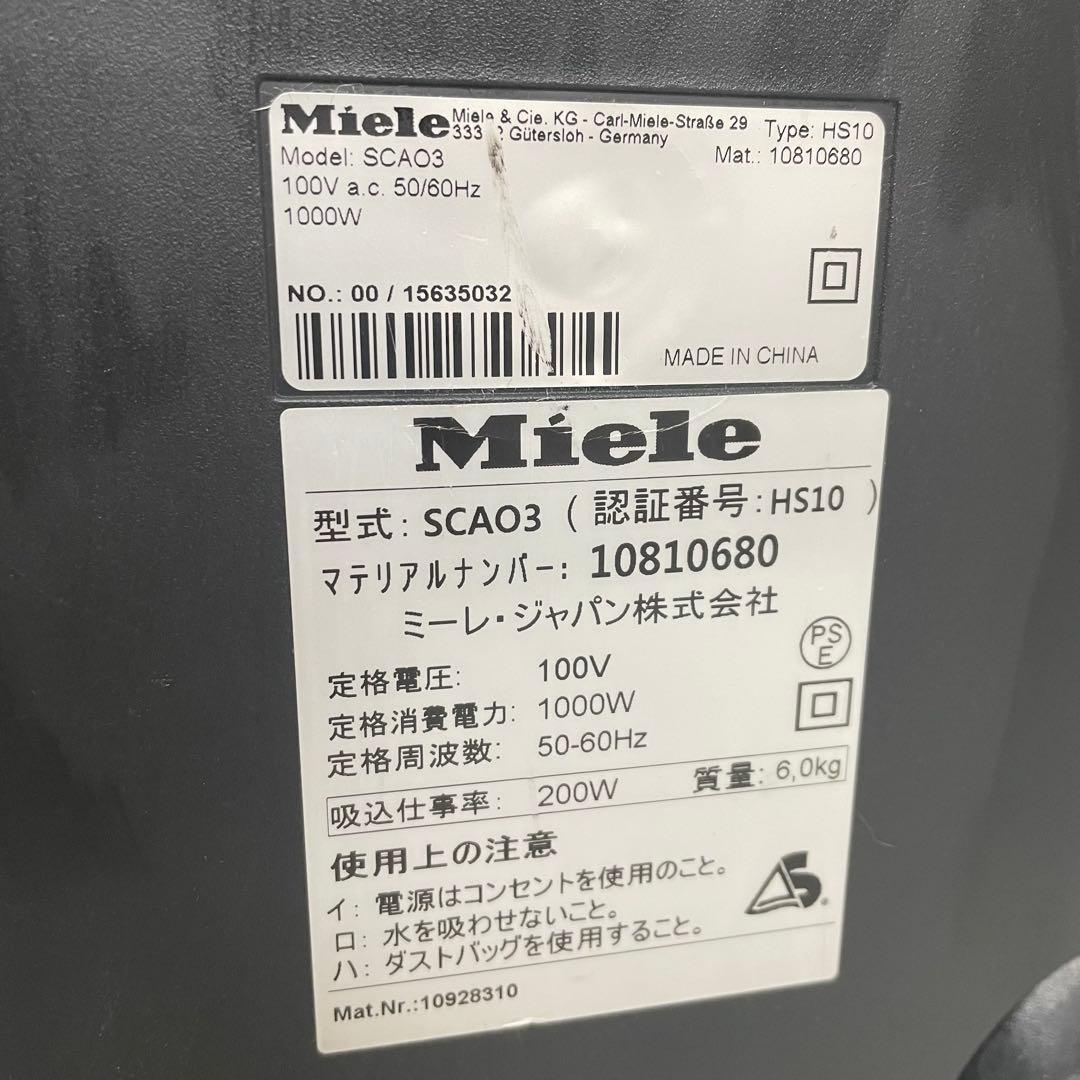 Miele
Miele & Cie. KG - Carl-Miele-Straße 29
Gütersloh - Germany
Type: HS10
Model: SCAO3
Mat.: 10810680
100V a.c. 50/60Hz
1000W
NO.: 00 / 15635032
MADE IN CHINA
Miele
型式: SCAO3 (認証番号: HS10)
マテリアルナンバー: 10810680
ミーレ・ジャパン株式会社
PS
E
定格電圧: 100V
定格消費電力: 1000W
定格周波数: 50-60Hz
吸込仕事率: 200W 質量: 6,0kg
使用上の注意
イ: 電源はコンセントを使用のこと。
ロ: 水を吸わせないこと。
ハ: ダストバッグを使用すること。
Mat.Nr.:10928310